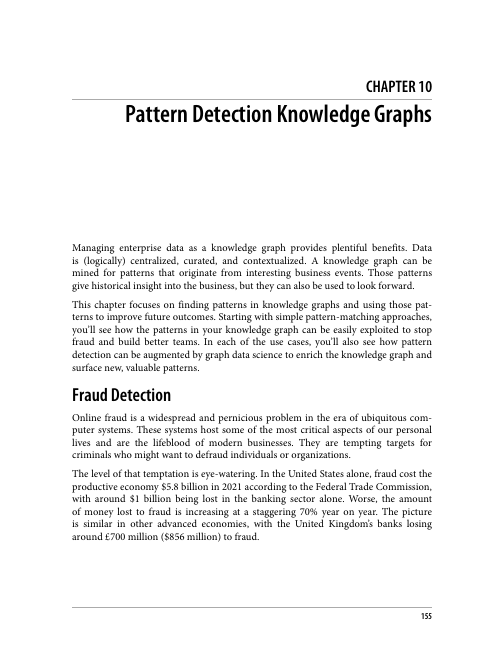 CHAPTER 10
Pattern Detection Knowledge Graphs
Managing enterprise data as a knowledge graph provides plentiful benefits. Data
is (logically) centralized, curated, and contextualized. A knowledge graph can be
mined for patterns that originate from interesting business events. Those patterns
give historical insight into the business, but they can also be used to look forward.
This chapter focuses on finding patterns in knowledge graphs and using those pat-
terns to improve future outcomes. Starting with simple pattern-matching approaches,
you’ll see how the patterns in your knowledge graph can be easily exploited to stop
fraud and build better teams. In each of the use cases, you’ll also see how pattern
detection can be augmented by graph data science to enrich the knowledge graph and
surface new, valuable patterns.
Fraud Detection
Online fraud is a widespread and pernicious problem in the era of ubiquitous com-
puter systems. These systems host some of the most critical aspects of our personal
lives and are the lifeblood of modern businesses. They are tempting targets for
criminals who might want to defraud individuals or organizations.
The level of that temptation is eye-watering. In the United States alone, fraud cost the
productive economy $5.8 billion in 2021 according to the Federal Trade Commission,
with around $1 billion being lost in the banking sector alone. Worse, the amount
of money lost to fraud is increasing at a staggering 70% year on year. The picture
is similar in other advanced economies, with the United Kingdom’s banks losing
around £700 million ($856 million) to fraud.
155